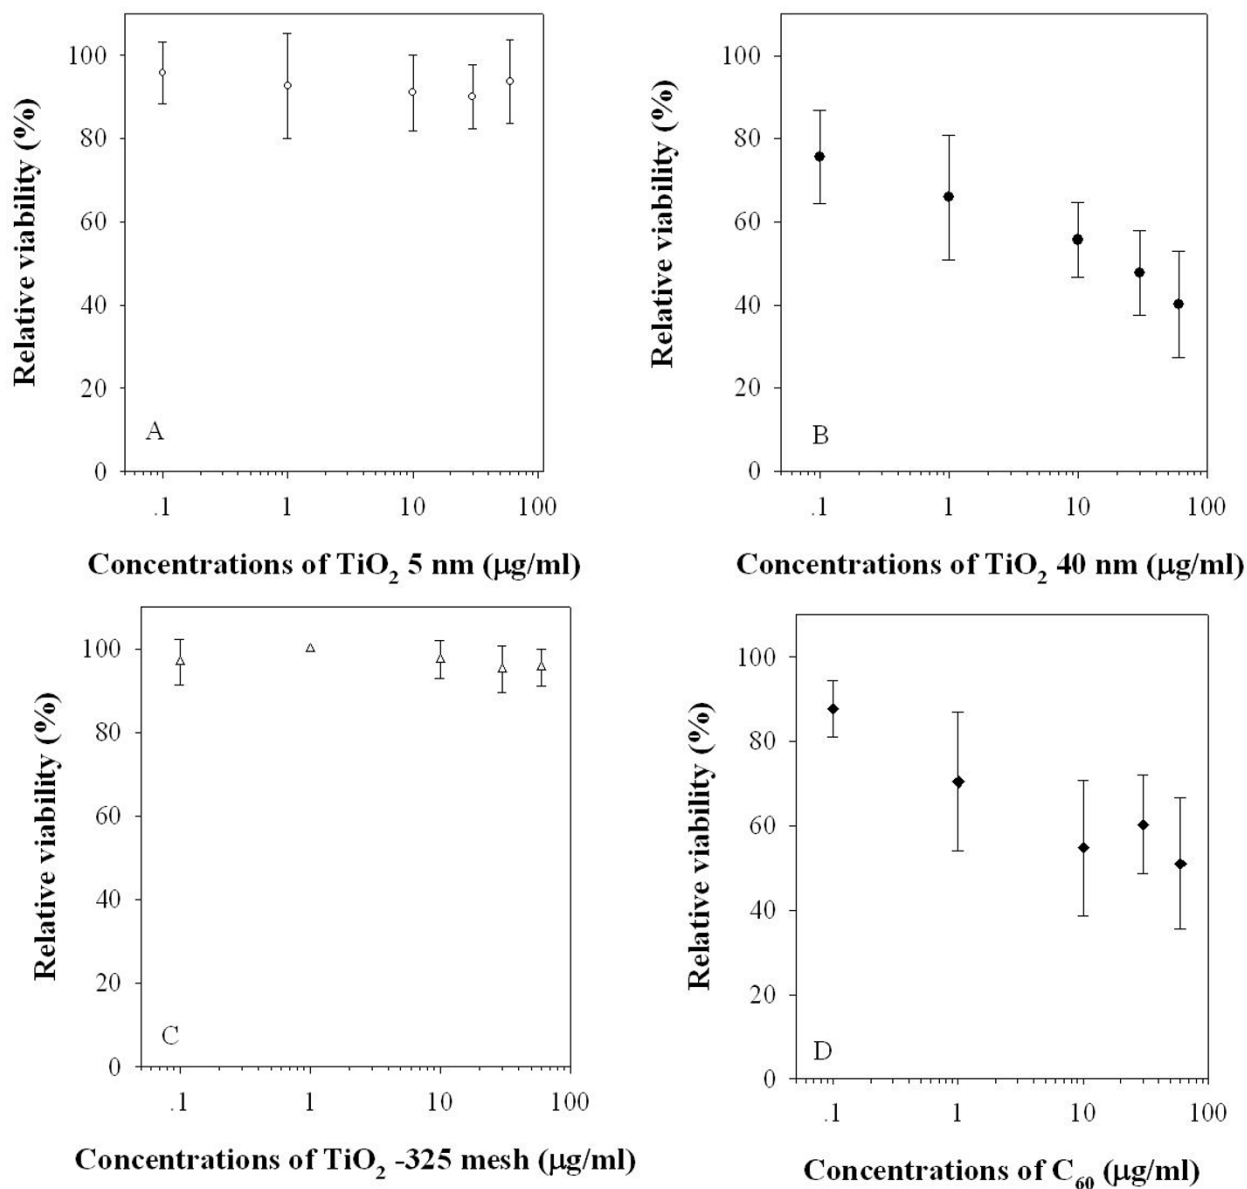 Relative viability (%)
100
80
60
40
20
0
A
.1 1 10 100
Concentrations of TiO₂ 5 nm (μg/ml)
Relative viability (%)
100
80
60
40
20
0
B
.1 1 10 100
Concentrations of TiO₂ 40 nm (μg/ml)
Relative viability (%)
100
80
60
40
20
0
C
.1 1 10 100
Concentrations of TiO₂ -325 mesh (μg/ml)
Relative viability (%)
100
80
60
40
20
0
D
.1 1 10 100
Concentrations of C₆₀ (μg/ml)